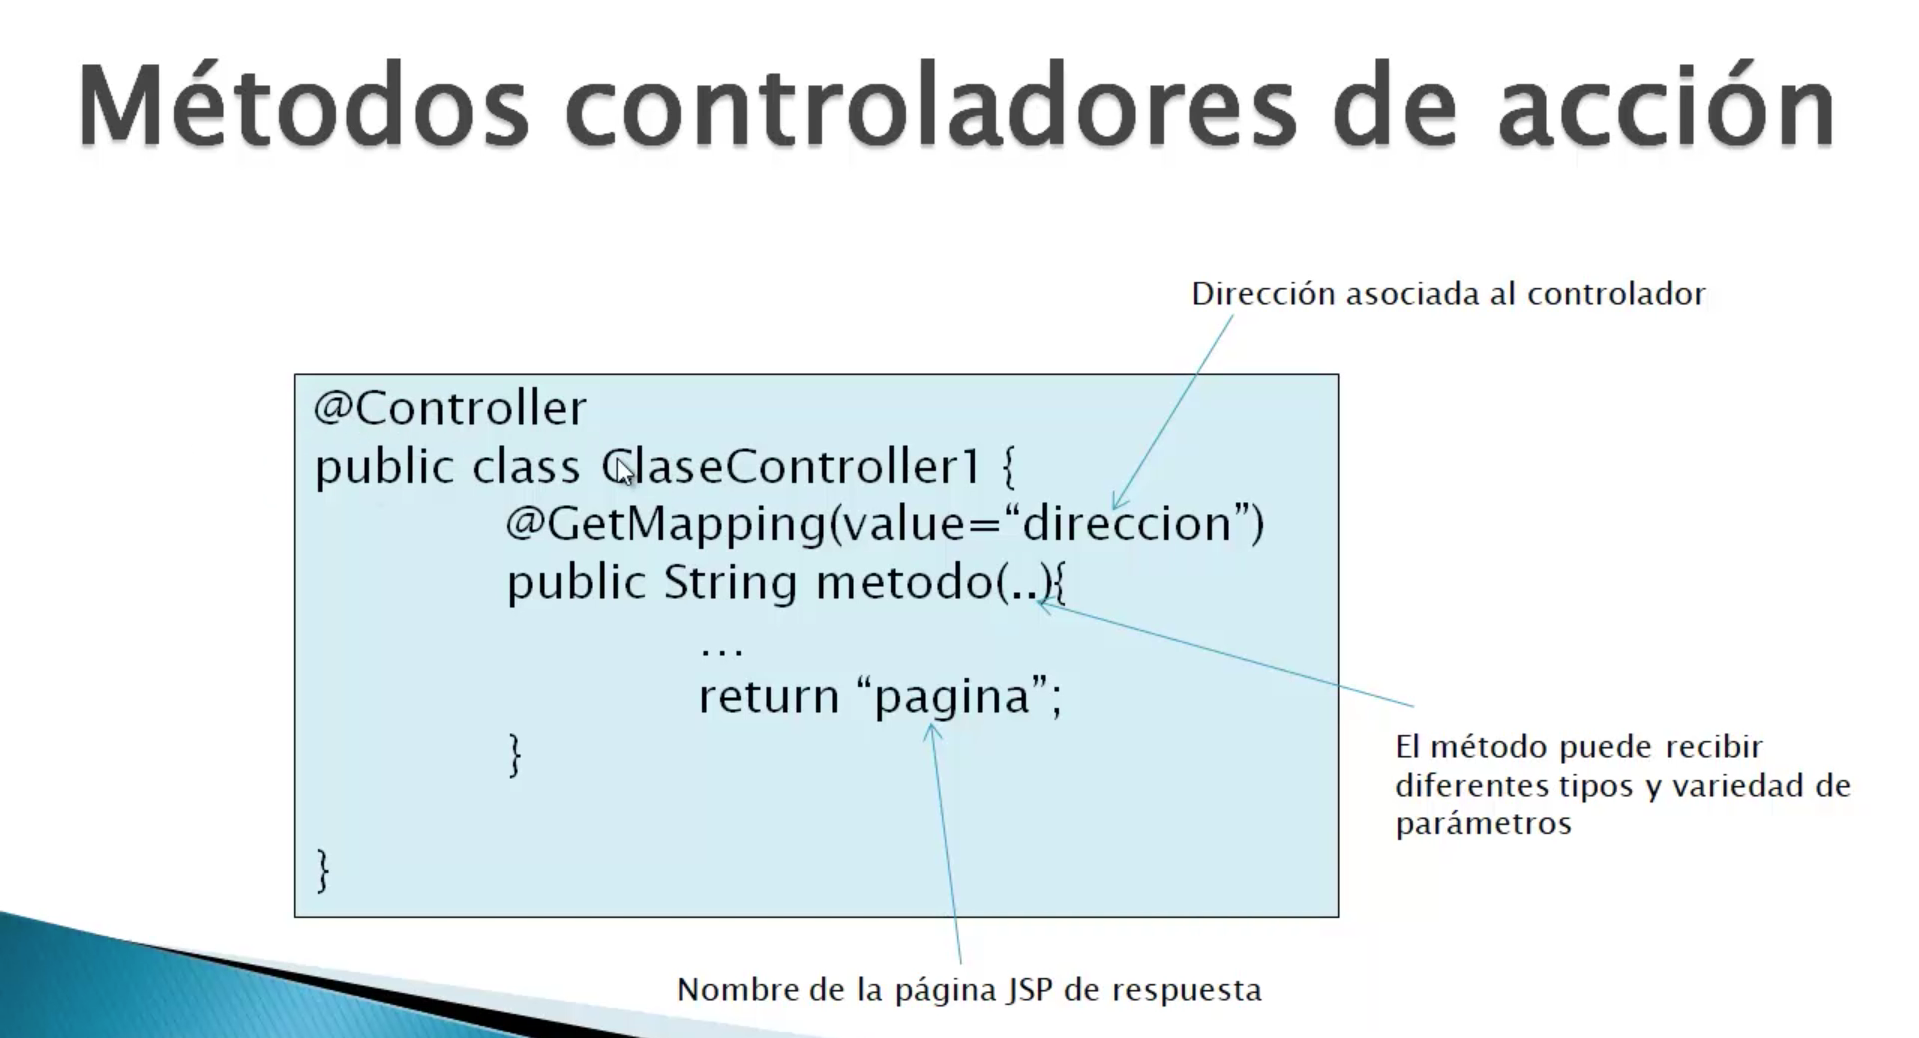 Métodos controladores de acción
Dirección asociada al controlador
@Controller
public class ClaseController1 {
@GetMapping(value=“direccion”)
public String metodo(..){
...
return “pagina”;
}
}
El método puede recibir
diferentes tipos y variedad de
parámetros
Nombre de la página JSP de respuesta